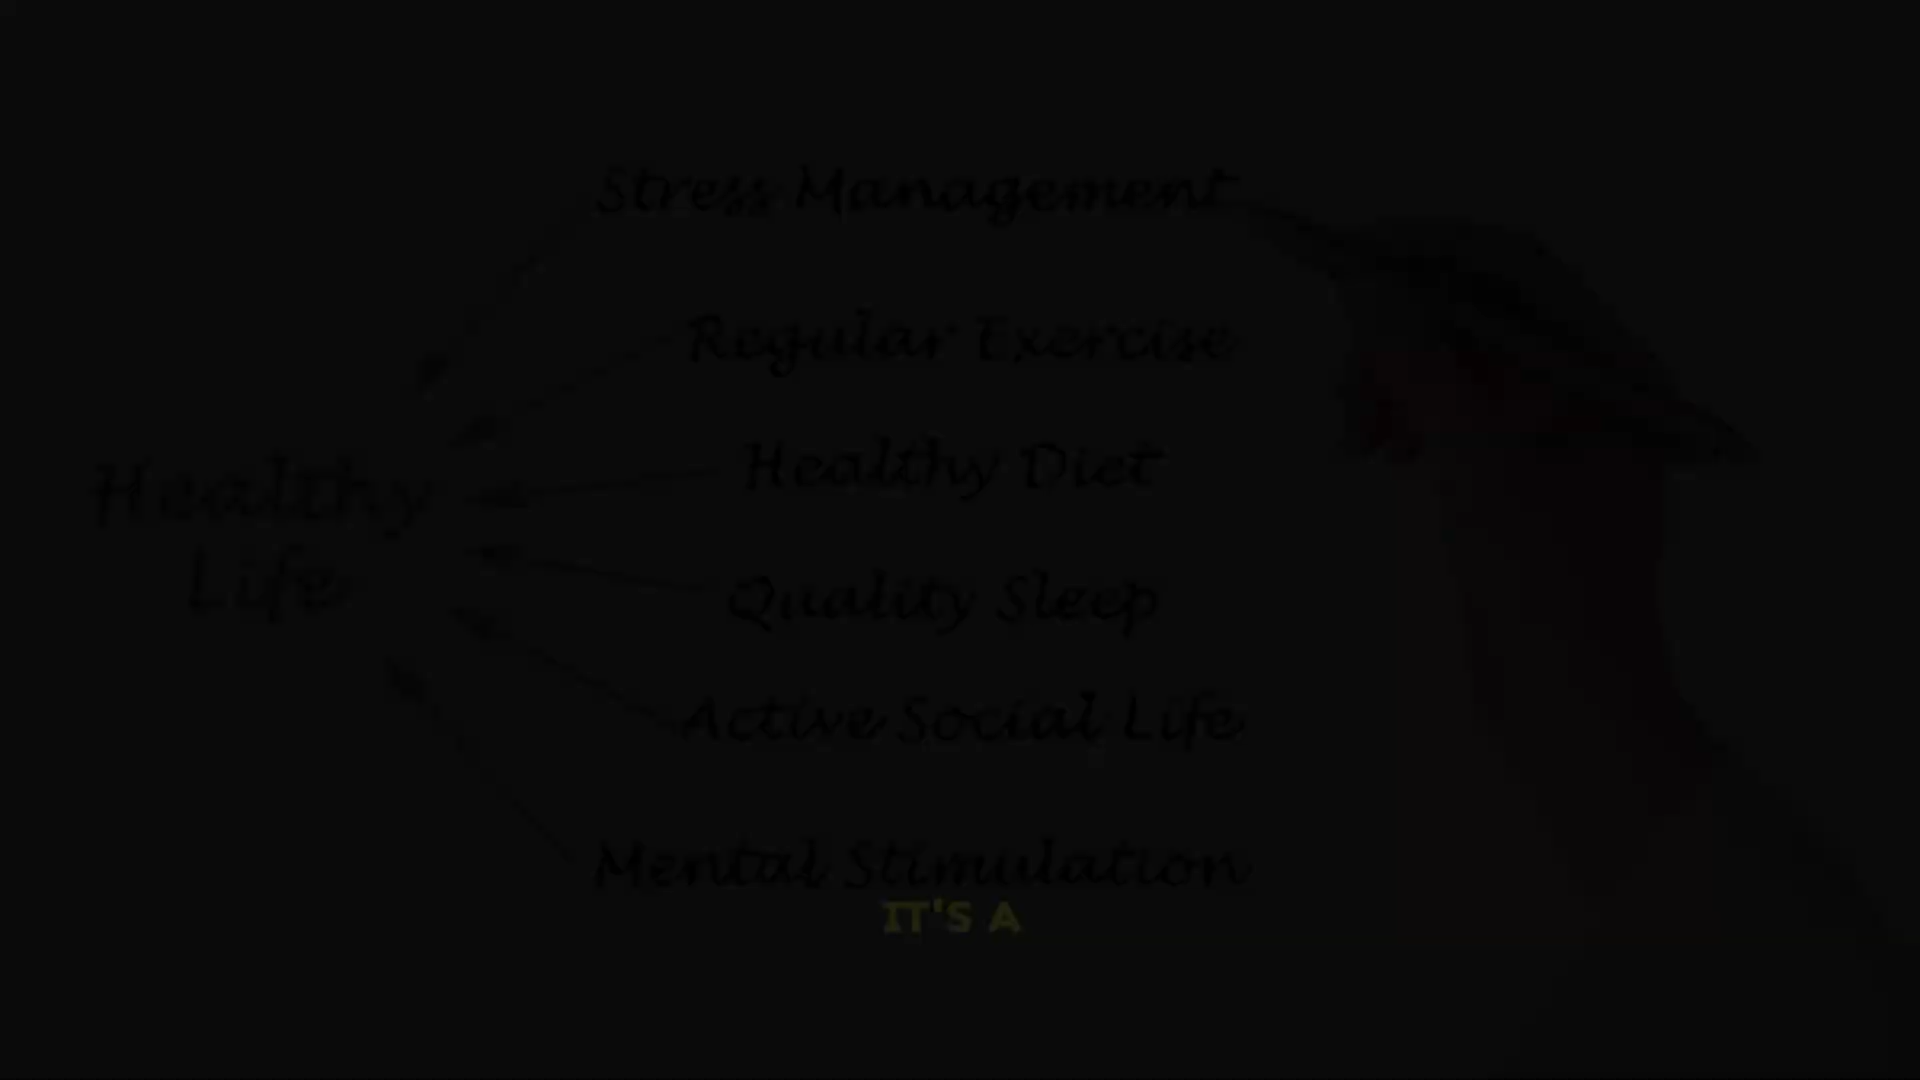 Stress Management
Regular Exercise
Healthy Diet
Healthy
Life
Quality Sleep
Active Social Life
Mental Stimulation
IT'S A